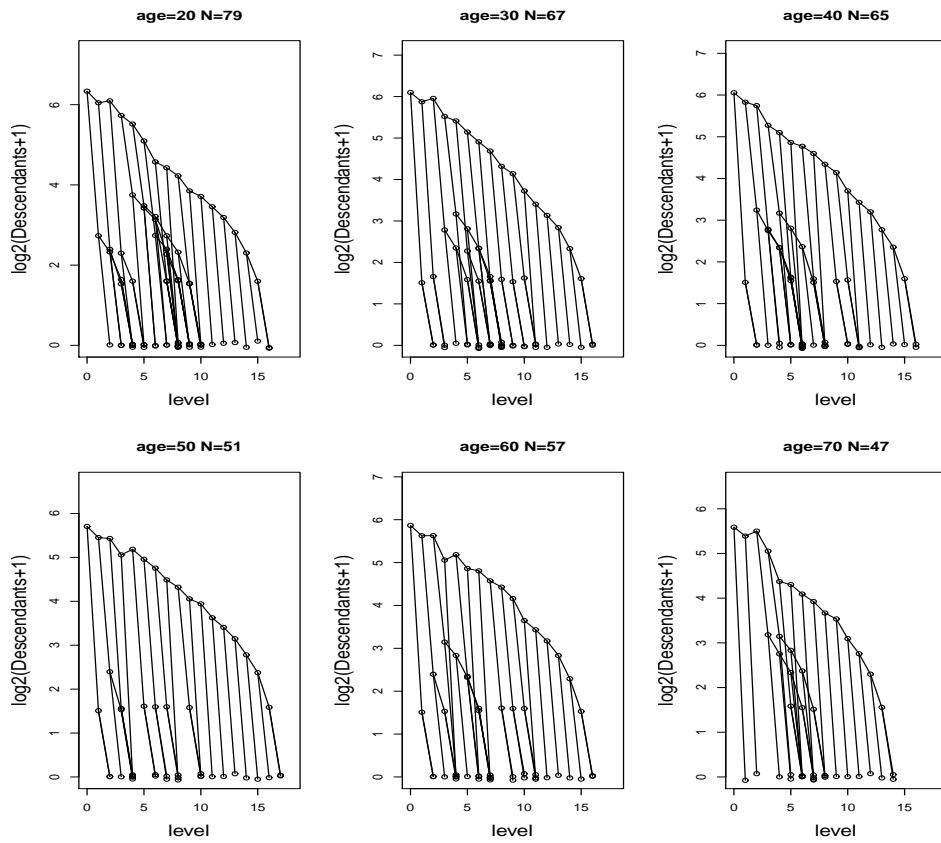 age=20 N=79
log2(Descendants+1)
0 2 4 6
0 5 10 15
level
age=30 N=67
log2(Descendants+1)
0 1 2 3 4 5 6 7
0 5 10 15
level
age=40 N=65
log2(Descendants+1)
0 1 2 3 4 5 6 7
0 5 10 15
level
age=50 N=51
log2(Descendants+1)
0 1 2 3 4 5 6
0 5 10 15
level
age=60 N=57
log2(Descendants+1)
0 1 2 3 4 5 6 7
0 5 10 15
level
age=70 N=47
log2(Descendants+1)
0 1 2 3 4 5 6
0 5 10 15
level